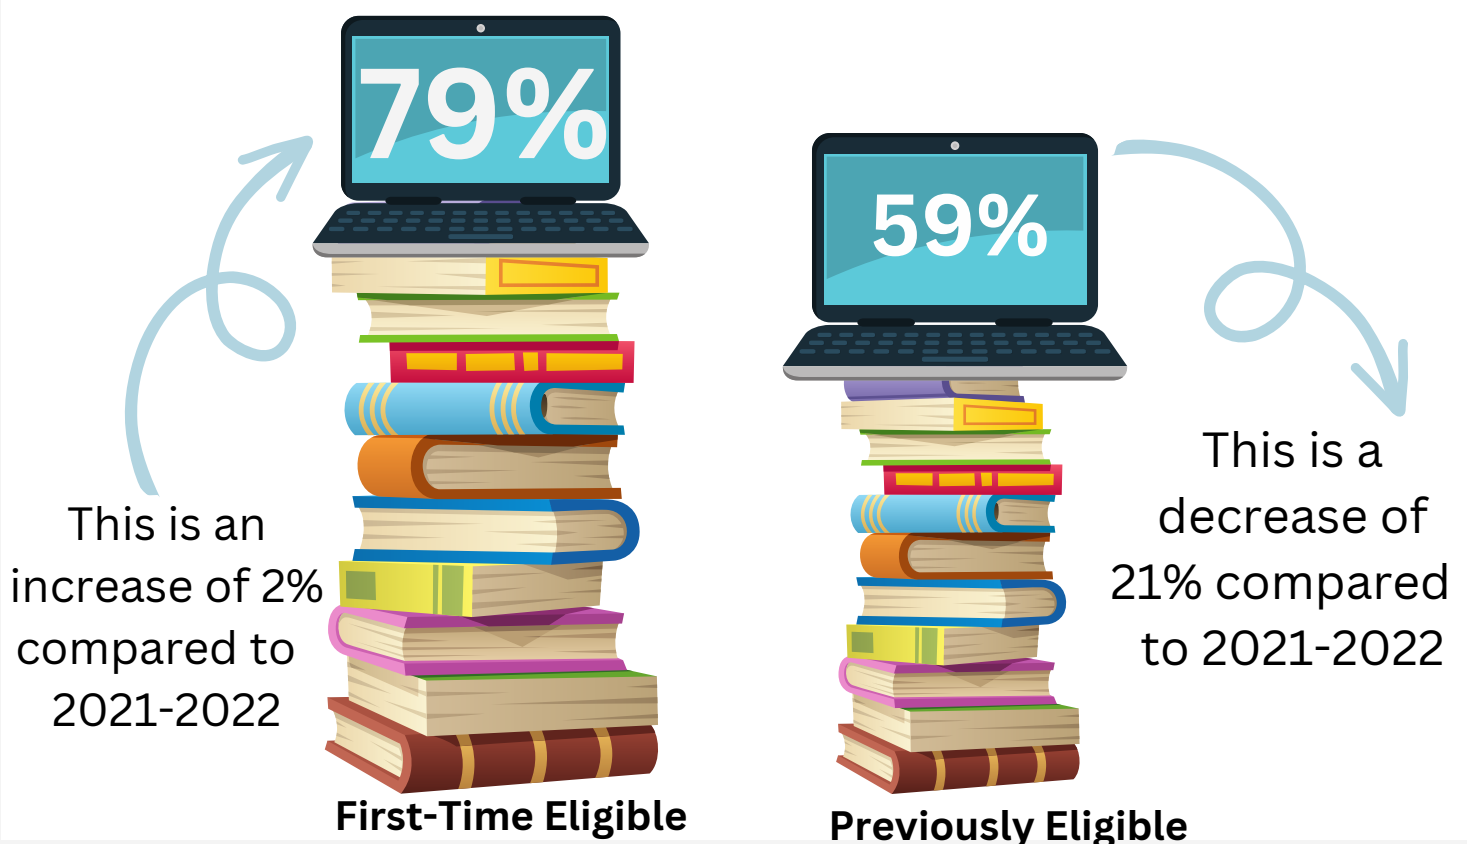 79%
This is an
increase of 2%
compared to
2021-2022
First-Time Eligible
59%
This is a
decrease of
21% compared
to 2021-2022
Previously Eligible